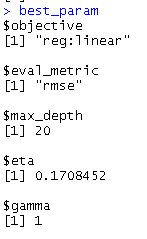 > best_param
$objective
[1] "reg:linear"
$eval_metric
[1] "rmse"
$max_depth
[1] 20
$eta
[1] 0.1708452
$gamma
[1] 1